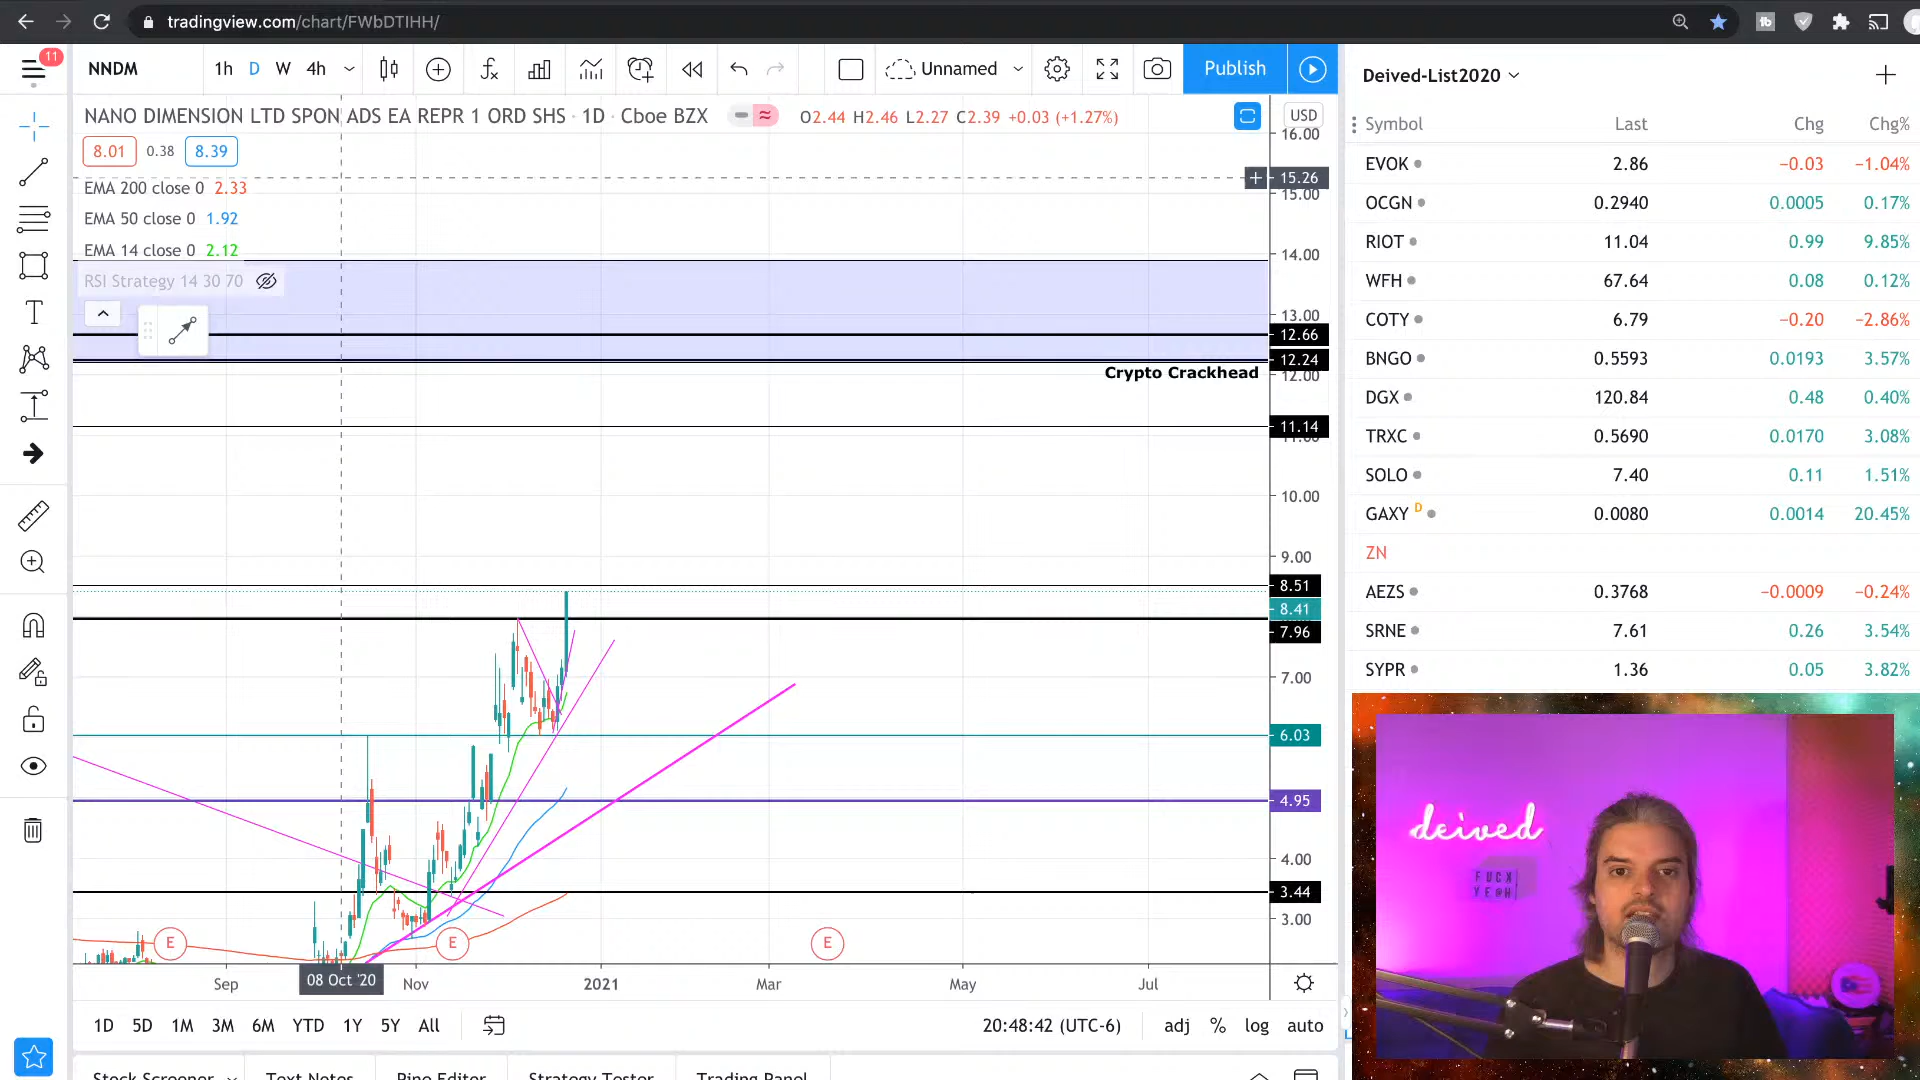 tradingview.com/chart/FWbDTIHH/
11
NNDM
1h D W 4h
Unnamed
Publish
Deived-List2020
NANO DIMENSION LTD SPON ADS EA REPR 1 ORD SHS · 1D · Cboe BZX
O2.44 H2.46 L2.27 C2.39 +0.03 (+1.27%)
USD
8.01 0.38 8.39
EMA 200 close 0 2.33
EMA 50 close 0 1.92
EMA 14 close 0 2.12
RSI Strategy 14 30 70
Crypto Crackhead
16.00
15.26
15.00
14.00
13.00
12.66
12.24
12.00
11.14
11.00
10.00
9.00
8.51
8.41
7.96
7.00
6.03
4.95
4.00
3.44
3.00
E E E
Sep 08 Oct '20 Nov 2021 Mar May Jul
1D 5D 1M 3M 6M YTD 1Y 5Y All
20:48:42 (UTC-6) adj % log auto
Stock Screener Text Notes Pine Editor Strategy Tester Trading Panel
Symbol Last Chg Chg%
EVOK 2.86 −0.03 −1.04%
OCGN 0.2940 0.0005 0.17%
RIOT 11.04 0.99 9.85%
WFH 67.64 0.08 0.12%
COTY 6.79 −0.20 −2.86%
BNGO 0.5593 0.0193 3.57%
DGX 120.84 0.48 0.40%
TRXC 0.5690 0.0170 3.08%
SOLO 7.40 0.11 1.51%
GAXY D 0.0080 0.0014 20.45%
ZN
AEZS 0.3768 −0.0009 −0.24%
SRNE 7.61 0.26 3.54%
SYPR 1.36 0.05 3.82%
deived
FUCK
YEAH